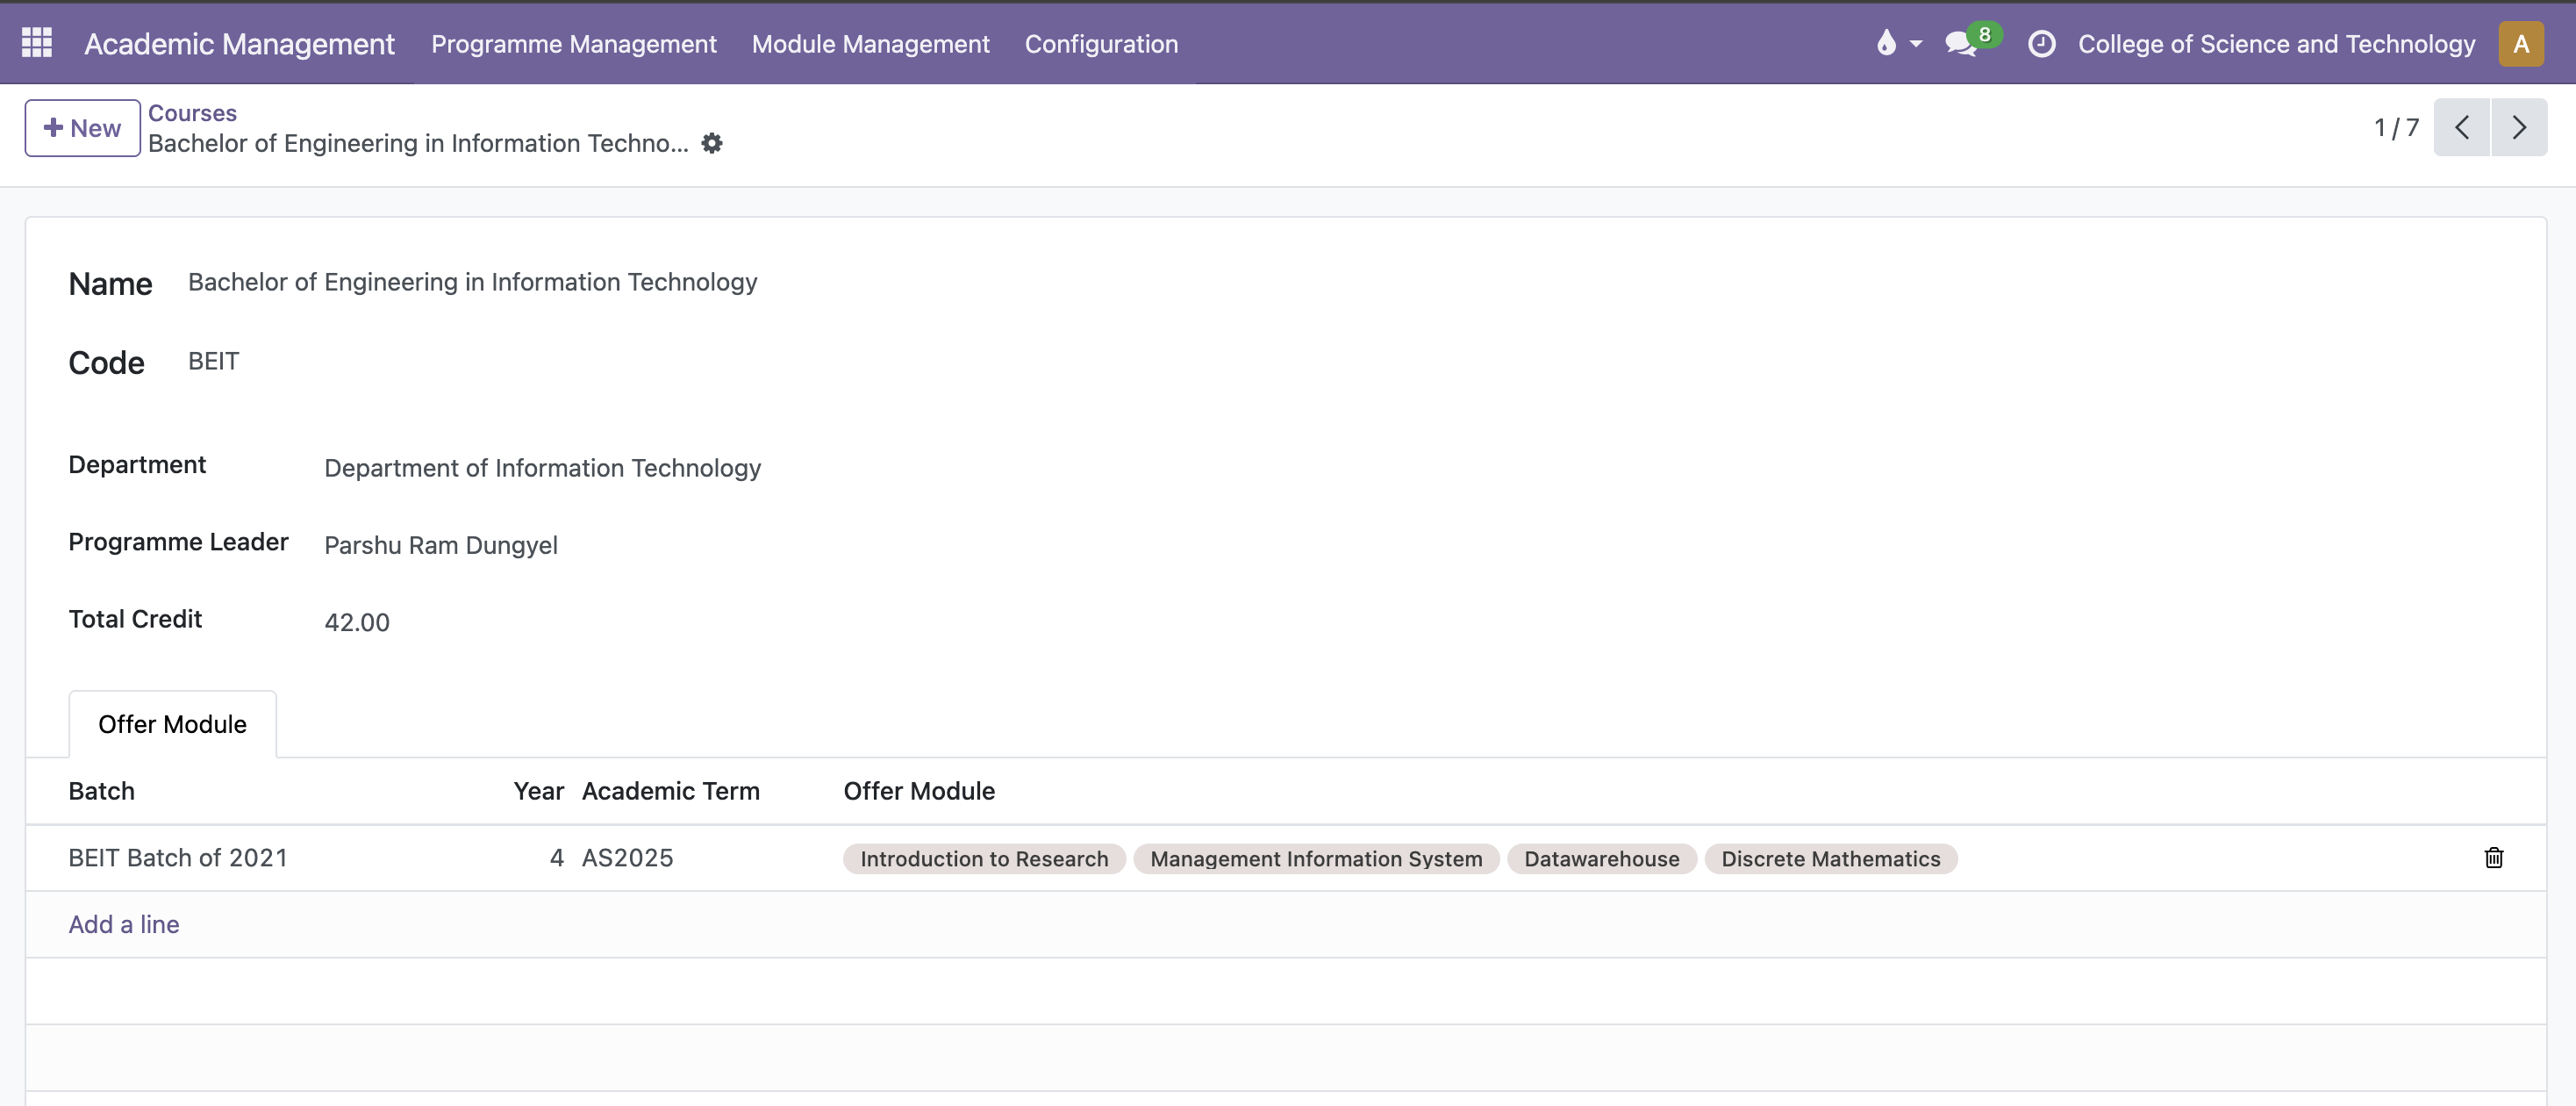 Academic Management Programme Management Module Management Configuration 8 College of Science and Technology A
New
Courses
Bachelor of Engineering in Information Techno...
1 / 7
Name Bachelor of Engineering in Information Technology
Code BEIT
Department Department of Information Technology
Programme Leader Parshu Ram Dungyel
Total Credit 42.00
Offer Module
Batch Year Academic Term Offer Module
BEIT Batch of 2021 4 AS2025 Introduction to Research Management Information System Datawarehouse Discrete Mathematics
Add a line